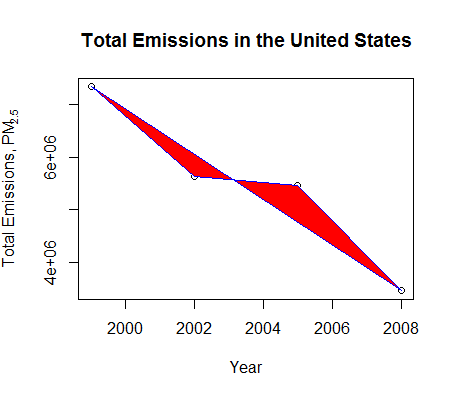 Total Emissions in the United States
Total Emissions, PM2.5
6e+06
4e+06
2000 2002 2004 2006 2008
Year